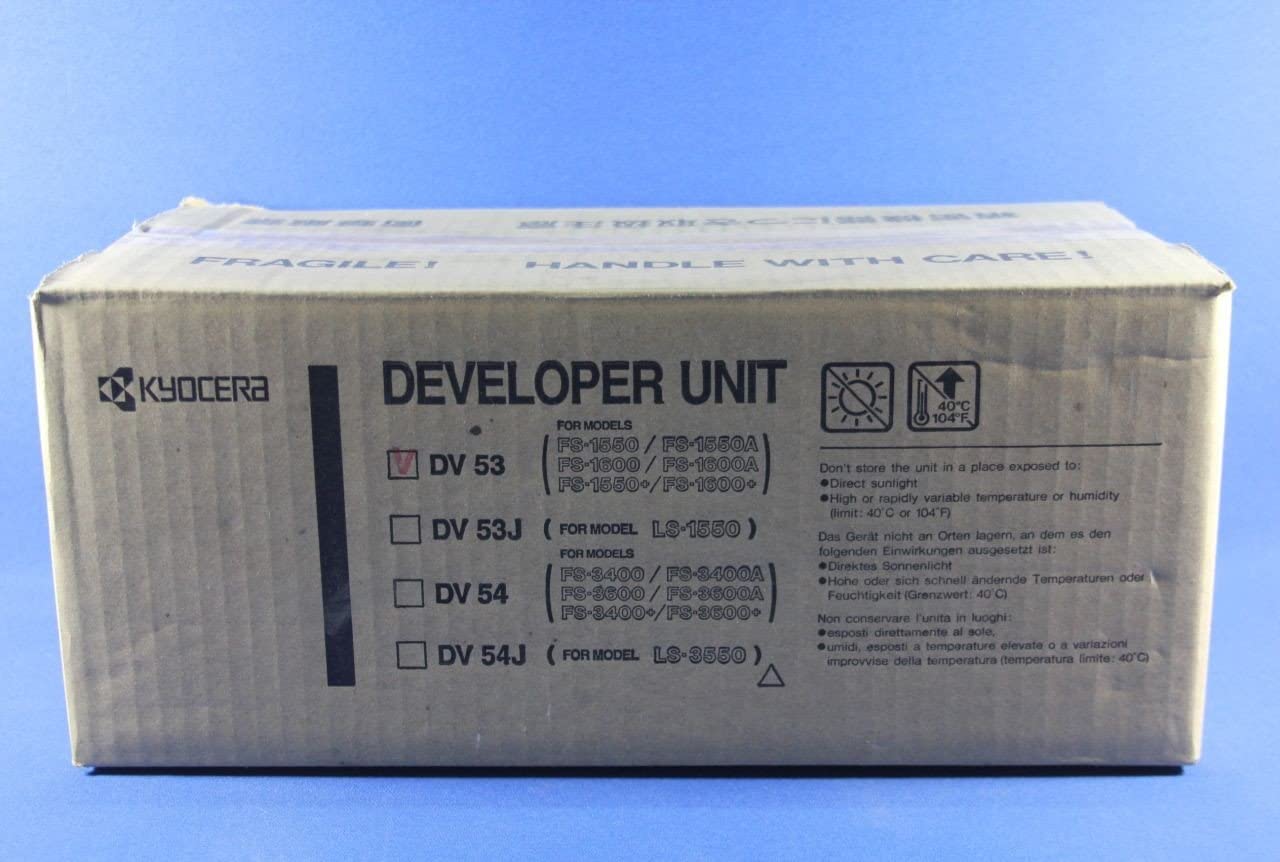 FRAGILE! HANDLE WITH CARE!
KYOCERA
DEVELOPER UNIT
FOR MODELS
DV 53 (FS-1550 / FS-1550A
FS-1600 / FS-1600A
FS-1550+/FS-1600+)
DV 53J ( FOR MODEL LS-1550 )
FOR MODELS
DV 54 (FS-3400 / FS-3400A
FS-3600 / FS-3600A
FS-3400+/FS-3600+)
DV 54J ( FOR MODEL LS-3550 )
40°C
104°F
Don't store the unit in a place exposed to:
●Direct sunlight
●High or rapidly variable temperature or humidity
(limit: 40°C or 104°F)
Das Gerät nicht an Orten lagern, an dem es den
folgenden Einwirkungen ausgesetzt ist:
●Direktes Sonnenlicht
●Hohe oder sich schnell ändernde Temperaturen oder
Feuchtigkeit (Grenzwert: 40°C)
Non conservare l'unita in luoghi:
●esposti direttamente al sole,
●umidi, esposti a temperature elevate o a variazioni
improvvise della temperatura (temperatura limite: 40°C)